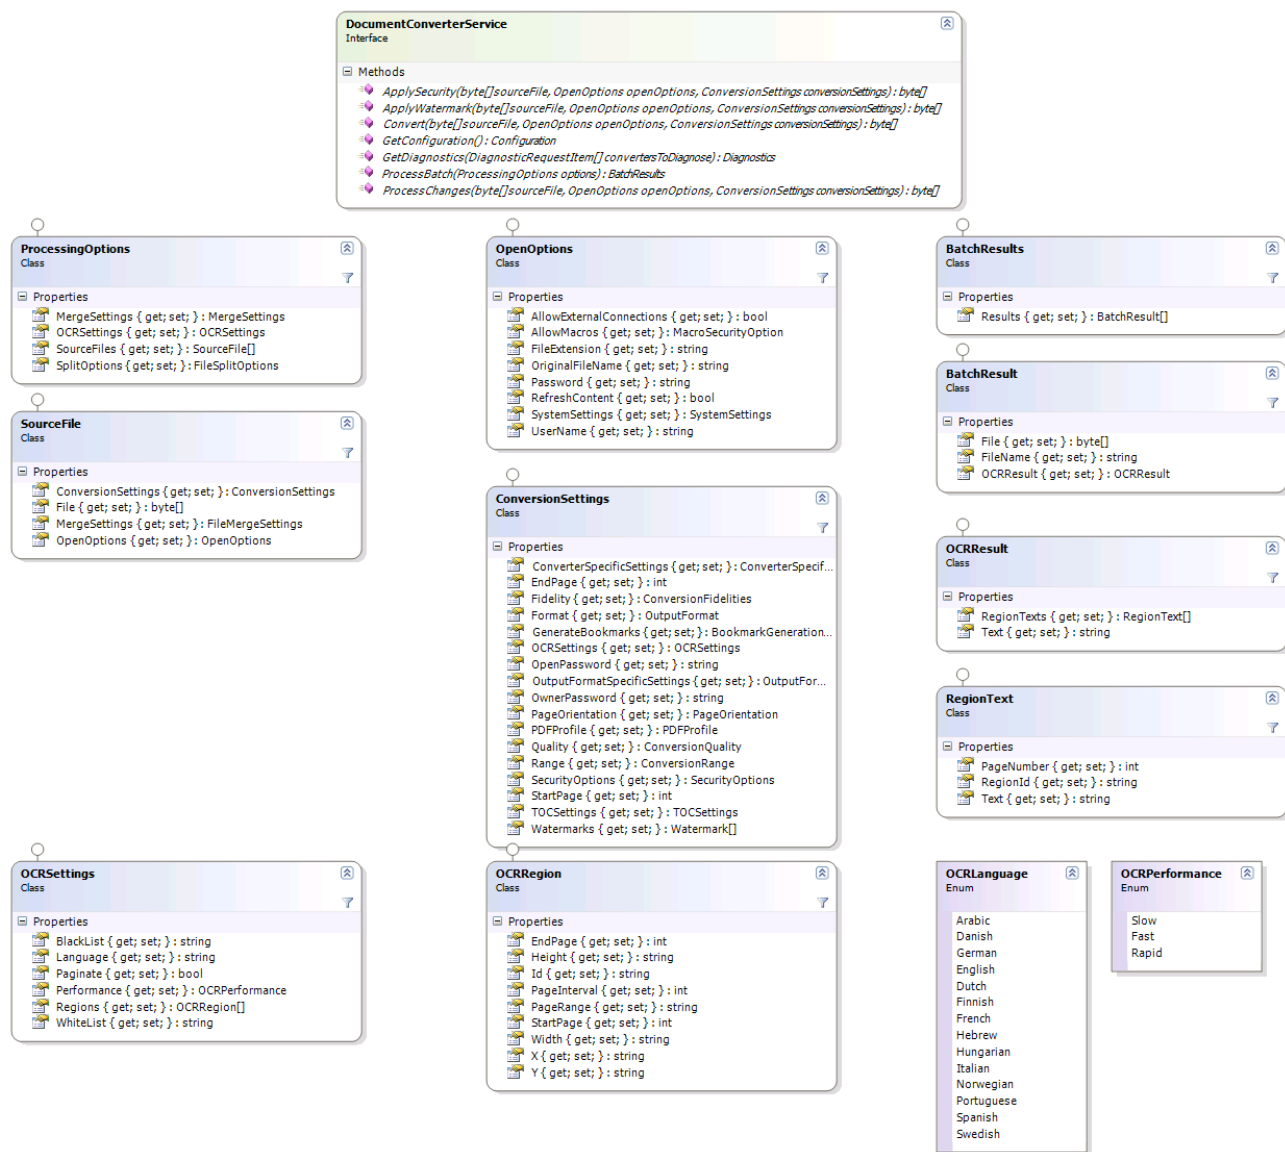 DocumentConverterService
Interface
Methods
ApplySecurity(byte[] sourceFile, OpenOptions openOptions, ConversionSettings conversionSettings) : byte[]
ApplyWatermark(byte[] sourceFile, OpenOptions openOptions, ConversionSettings conversionSettings) : byte[]
Convert(byte[] sourceFile, OpenOptions openOptions, ConversionSettings conversionSettings) : byte[]
GetConfiguration() : Configuration
GetDiagnostics(DiagnosticRequestItem[] convertersToDiagnose) : Diagnostics
ProcessBatch(ProcessingOptions options) : BatchResults
ProcessChanges(byte[] sourceFile, OpenOptions openOptions, ConversionSettings conversionSettings) : byte[]
ProcessingOptions
Class
Properties
MergeSettings { get; set; } : MergeSettings
OCRSettings { get; set; } : OCRSettings
SourceFiles { get; set; } : SourceFile[]
SplitOptions { get; set; } : FileSplitOptions
SourceFile
Class
Properties
ConversionSettings { get; set; } : ConversionSettings
File { get; set; } : byte[]
MergeSettings { get; set; } : FileMergeSettings
OpenOptions { get; set; } : OpenOptions
OpenOptions
Class
Properties
AllowExternalConnections { get; set; } : bool
AllowMacros { get; set; } : MacroSecurityOption
FileExtension { get; set; } : string
OriginalFileName { get; set; } : string
Password { get; set; } : string
RefreshContent { get; set; } : bool
SystemSettings { get; set; } : SystemSettings
UserName { get; set; } : string
ConversionSettings
Class
Properties
ConverterSpecificSettings { get; set; } : ConverterSpecif...
EndPage { get; set; } : int
Fidelity { get; set; } : ConversionFidelities
Format { get; set; } : OutputFormat
GenerateBookmarks { get; set; } : BookmarkGeneration...
OCRSettings { get; set; } : OCRSettings
OpenPassword { get; set; } : string
OutputFormatSpecificSettings { get; set; } : OutputFor...
OwnerPassword { get; set; } : string
PageOrientation { get; set; } : PageOrientation
PDFProfile { get; set; } : PDFProfile
Quality { get; set; } : ConversionQuality
Range { get; set; } : ConversionRange
SecurityOptions { get; set; } : SecurityOptions
StartPage { get; set; } : int
TOCSettings { get; set; } : TOCSettings
Watermarks { get; set; } : Watermark[]
BatchResults
Class
Properties
Results { get; set; } : BatchResult[]
BatchResult
Class
Properties
File { get; set; } : byte[]
FileName { get; set; } : string
OCRResult { get; set; } : OCRResult
OCRResult
Class
Properties
RegionTexts { get; set; } : RegionText[]
Text { get; set; } : string
RegionText
Class
Properties
PageNumber { get; set; } : int
RegionId { get; set; } : string
Text { get; set; } : string
OCRSettings
Class
Properties
BlackList { get; set; } : string
Language { get; set; } : string
Paginate { get; set; } : bool
Performance { get; set; } : OCRPerformance
Regions { get; set; } : OCRRegion[]
WhiteList { get; set; } : string
OCRRegion
Class
Properties
EndPage { get; set; } : int
Height { get; set; } : string
Id { get; set; } : string
PageInterval { get; set; } : int
PageRange { get; set; } : string
StartPage { get; set; } : int
Width { get; set; } : string
X { get; set; } : string
Y { get; set; } : string
OCRLanguage
Enum
Arabic
Danish
German
English
Dutch
Finnish
French
Hebrew
Hungarian
Italian
Norwegian
Portuguese
Spanish
Swedish
OCRPerformance
Enum
Slow
Fast
Rapid